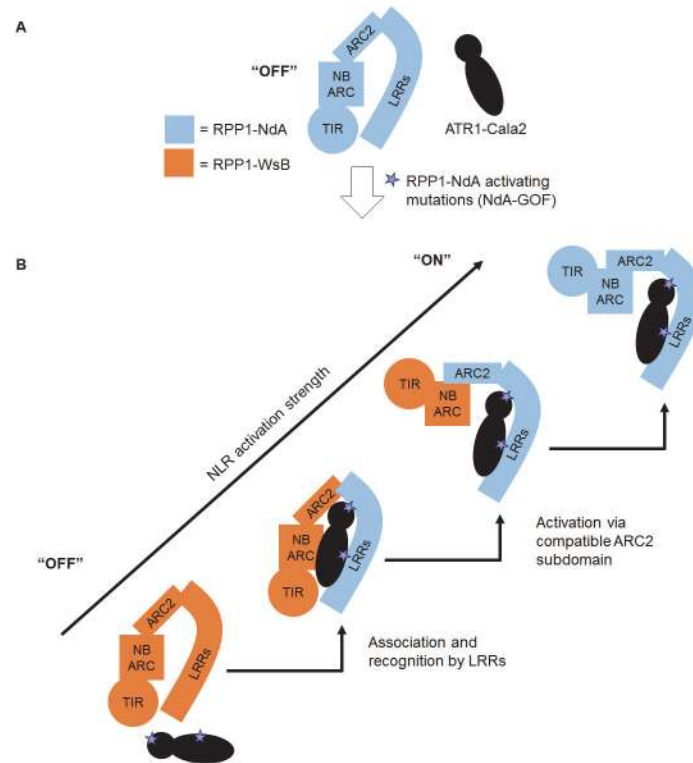 A
"OFF"
ARC2
NB
ARC
TIR
LRRs
ATR1-Cala2
= RPP1-NdA
= RPP1-WsB
RPP1-NdA activating
mutations (NdA-GOF)
B
"ON"
TIR
ARC2
NB
ARC
LRRs
NLR activation strength
TIR
ARC2
NB
ARC
LRRs
ARC2
NB
ARC
TIR
LRRs
Activation via
compatible ARC2
subdomain
"OFF"
ARC2
NB
ARC
TIR
LRRs
Association and
recognition by LRRs